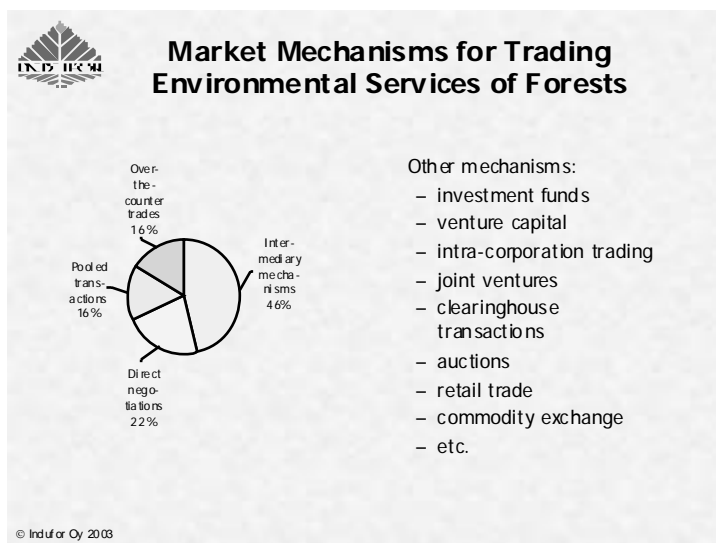 INDUFOR
Market Mechanisms for Trading
Environmental Services of Forests
Over-
the-
counter
trades
16%
Inter-
mediary
mecha-
nisms
46%
Pooled
trans-
actions
16%
Direct
nego-
tiations
22%
Other mechanisms:
– investment funds
– venture capital
– intra-corporation trading
– joint ventures
– clearinghouse
transactions
– auctions
– retail trade
– commodity exchange
– etc.
© Indufor Oy 2003